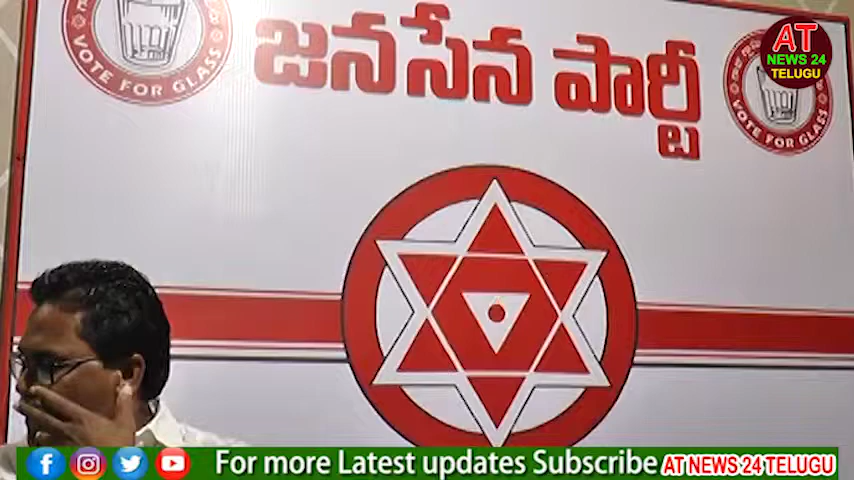 జనసేన పార్టీ
VOTE FOR GLASS
VOTE FOR GLASS
AT
NEWS 24
TELUGU
For more Latest updates Subscribe AT NEWS 24 TELUGU